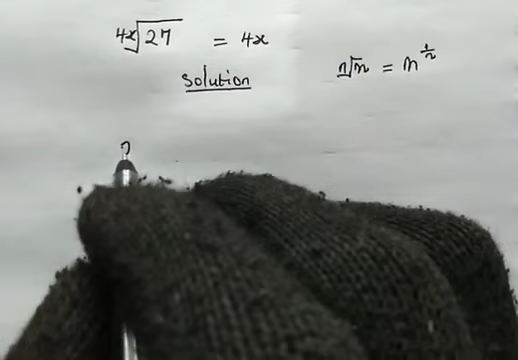 4x√27 = 4x
Solution
n√m = m^1/n